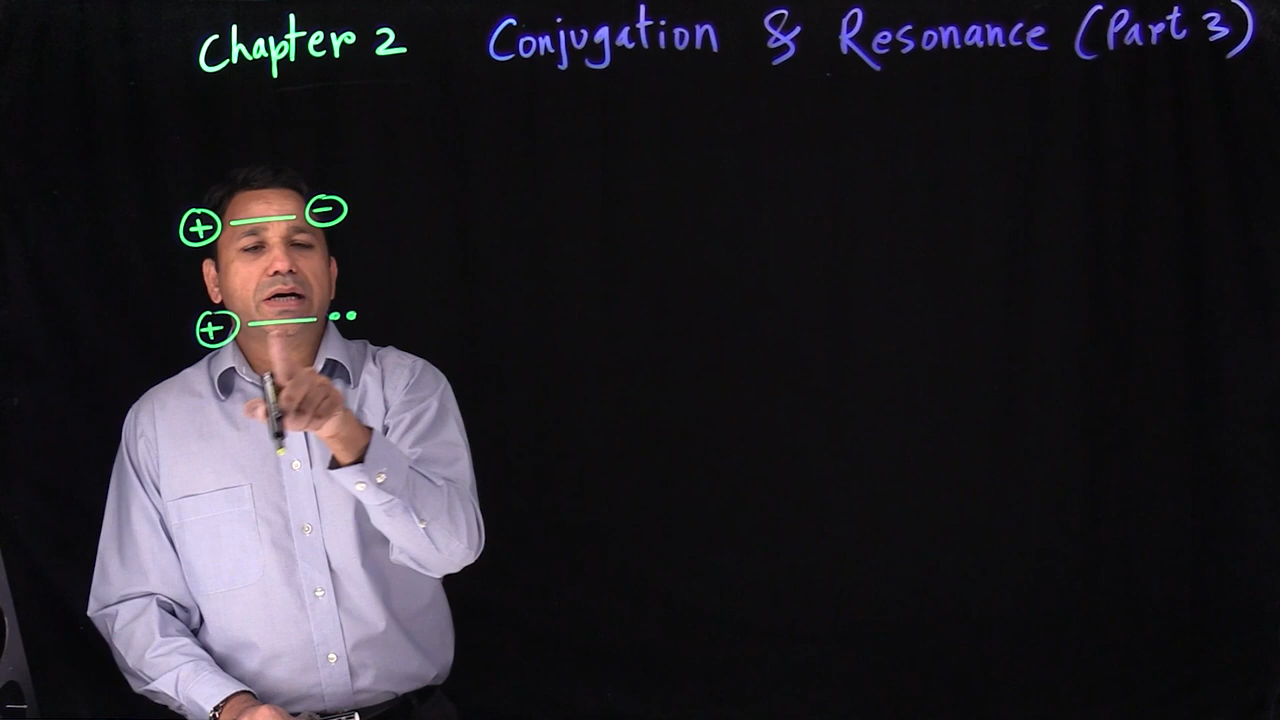 Chapter 2 Conjugation & Resonance (Part 3)
⊕ — ⊖
⊕ — ••